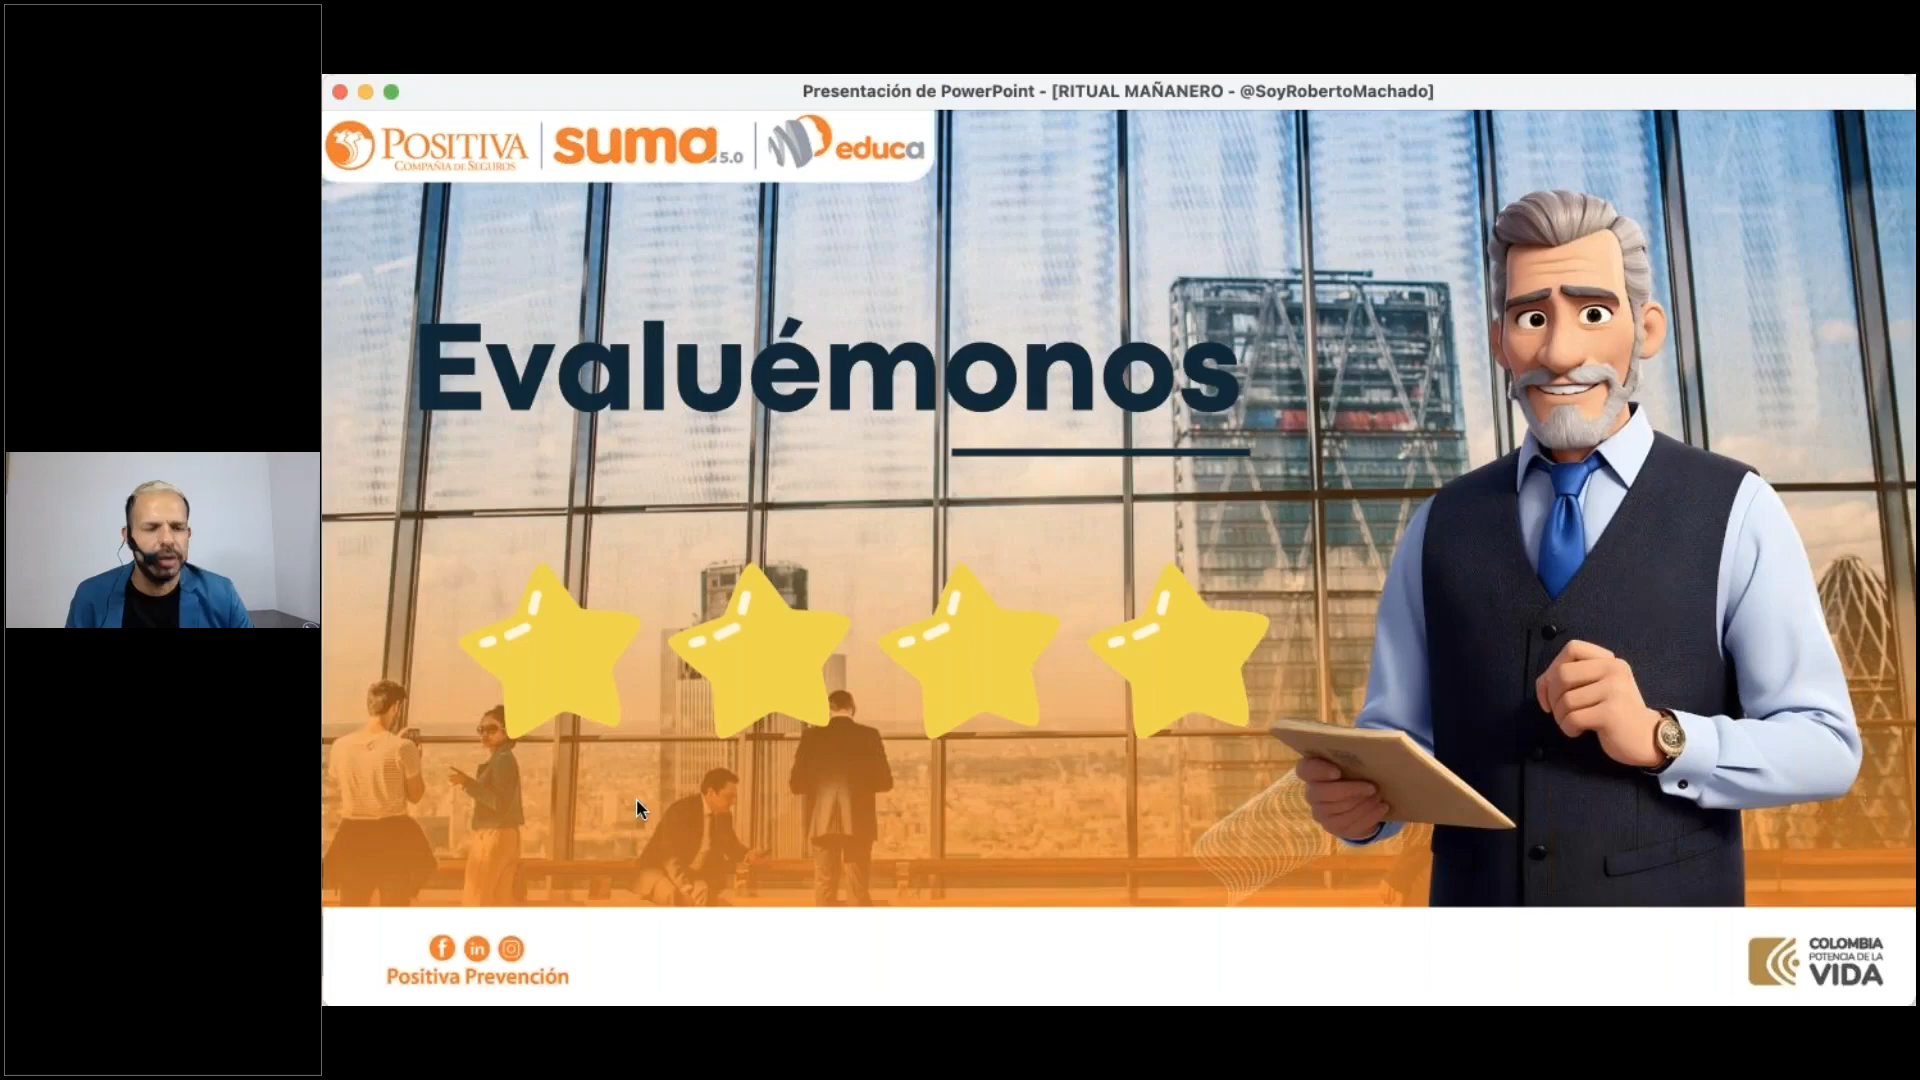 Presentación de PowerPoint - [RITUAL MAÑANERO - @SoyRobertoMachado]
POSITIVA
COMPAÑÍA DE SEGUROS
suma 5.0
educa
Evaluémonos
Positiva Prevención
COLOMBIA
POTENCIA DE LA
VIDA